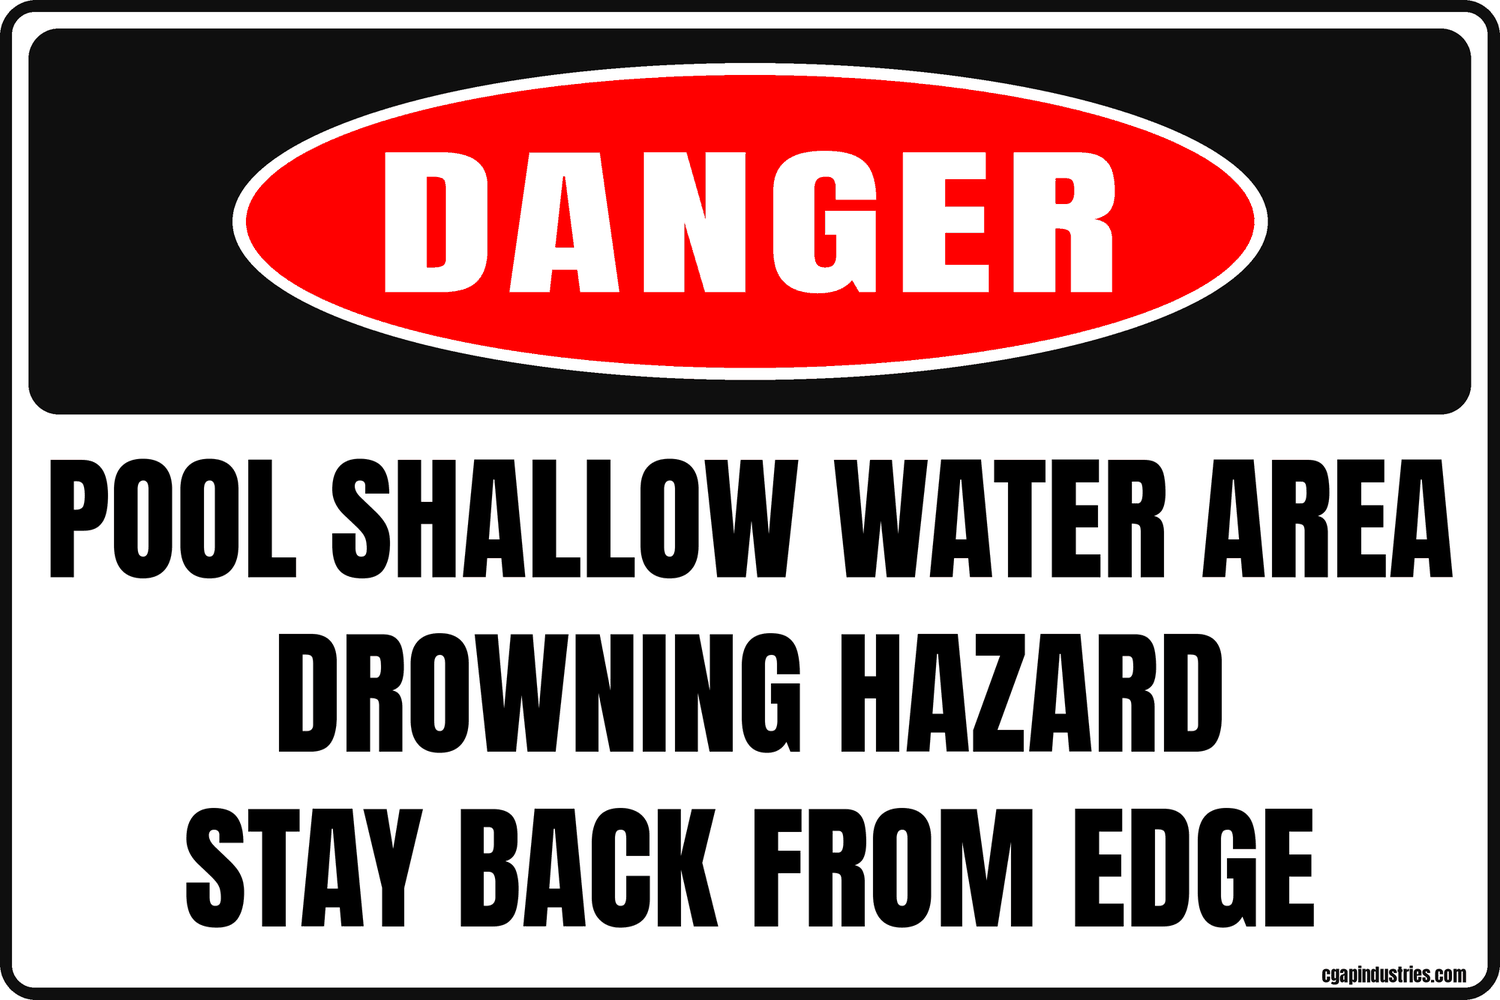 DANGER
POOL SHALLOW WATER AREA
DROWNING HAZARD
STAY BACK FROM EDGE
cgapindustries.com